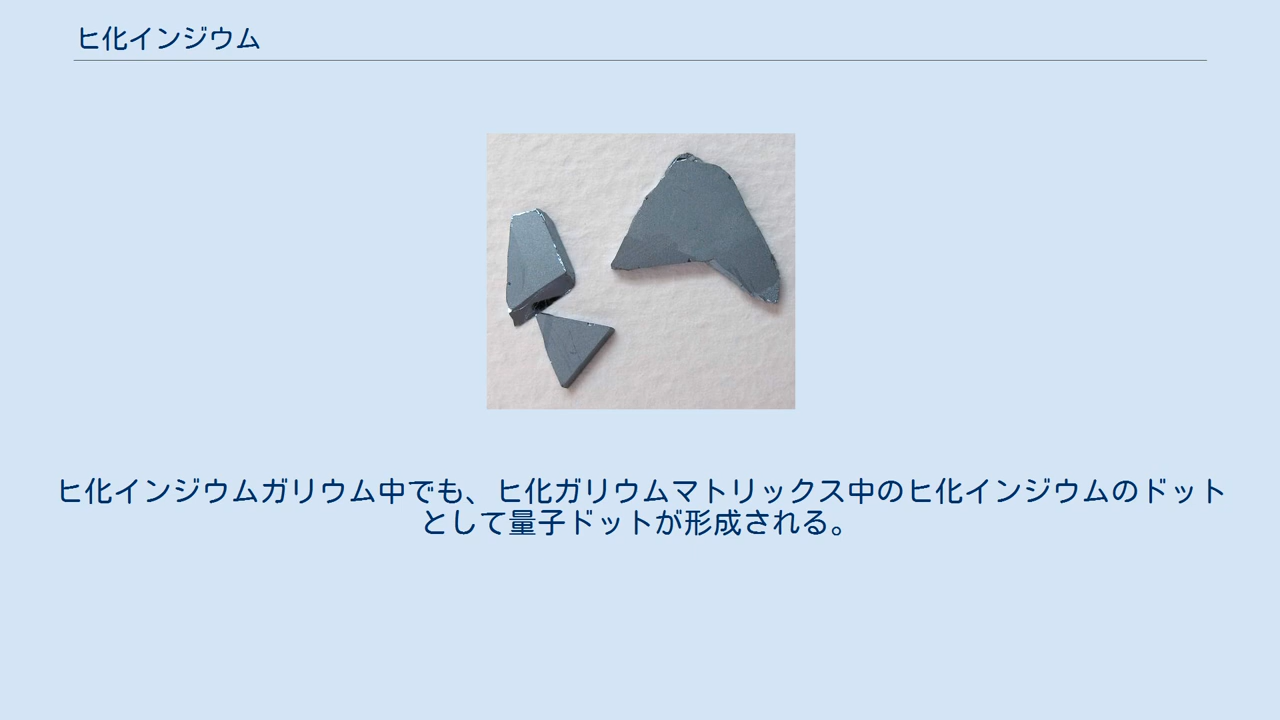 ヒ化インジウム
ヒ化インジウムガリウム中でも、ヒ化ガリウムマトリックス中のヒ化インジウムのドット
として量子ドットが形成される。